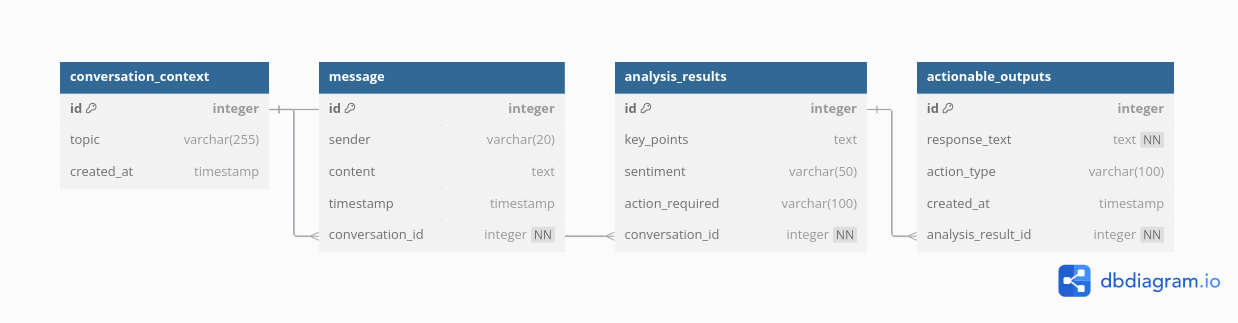 conversation_context
id integer
topic varchar(255)
created_at timestamp
message
id integer
sender varchar(20)
content text
timestamp timestamp
conversation_id integer NN
analysis_results
id integer
key_points text
sentiment varchar(50)
action_required varchar(100)
conversation_id integer NN
actionable_outputs
id integer
response_text text NN
action_type varchar(100)
created_at timestamp
analysis_result_id integer NN
dbdiagram.io